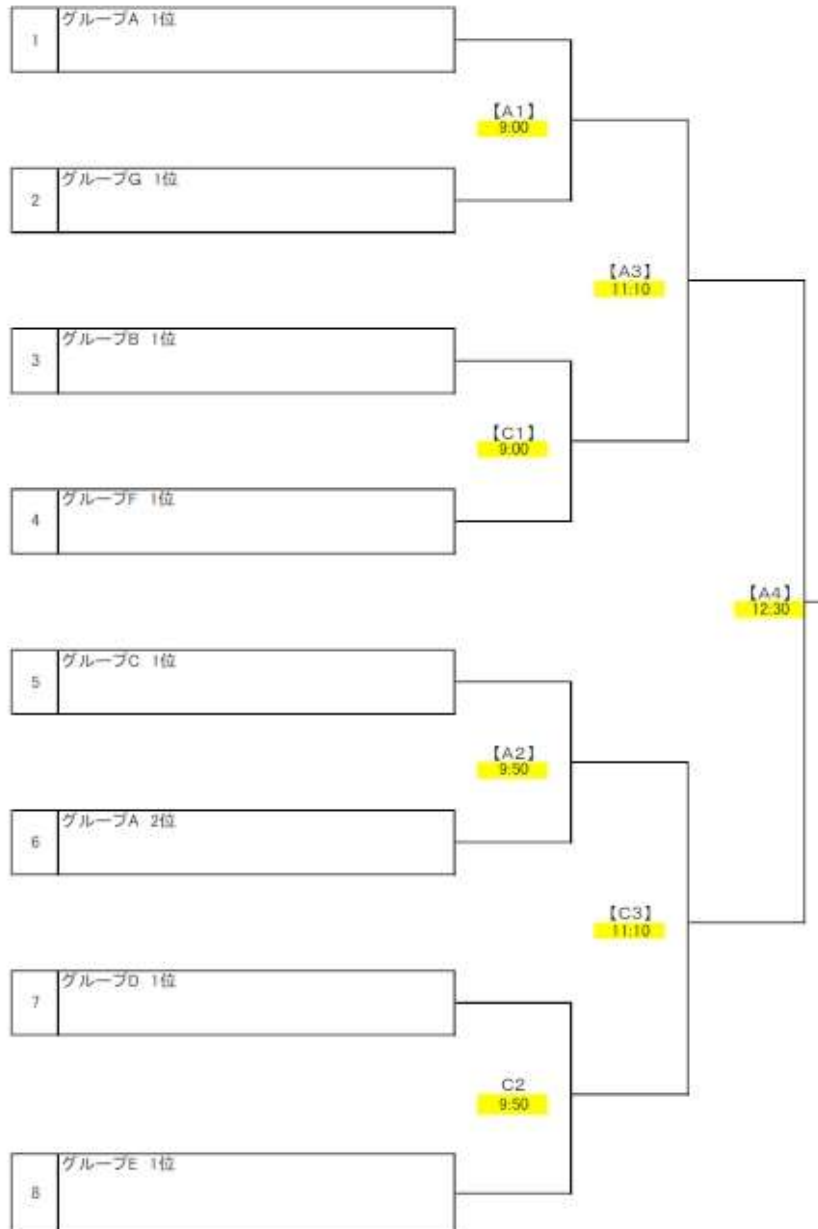 グループA 1位
1
【A1】
9:00
グループG 1位
2
【A3】
11:10
グループB 1位
3
【C1】
9:00
グループF 1位
4
【A4】
12:30
グループC 1位
5
【A2】
9:50
グループA 2位
6
【C3】
11:10
グループD 1位
7
C2
9:50
グループE 1位
8